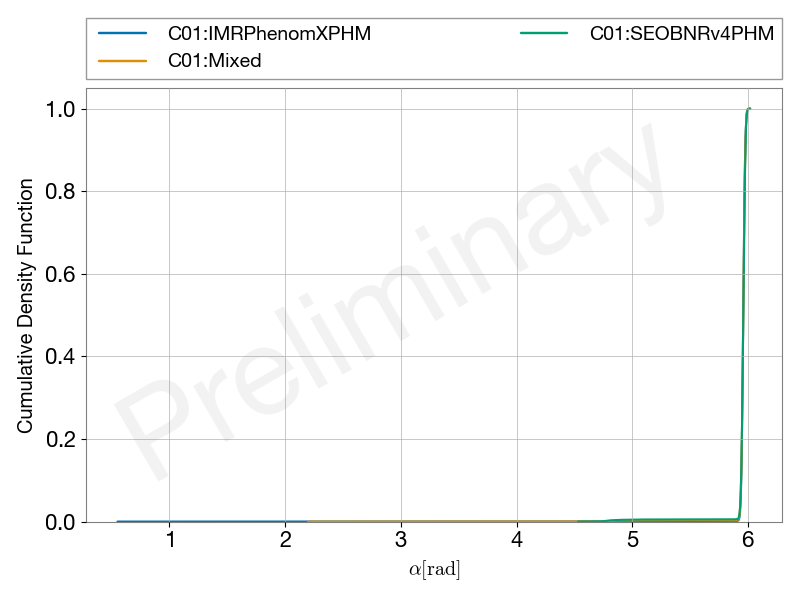 C01:IMRPhenomXPHM
C01:Mixed
C01:SEOBNRv4PHM
Cumulative Density Function
1.0
0.8
0.6
0.4
0.2
0.0
Preliminary
1 2 3 4 5 6
α[rad]